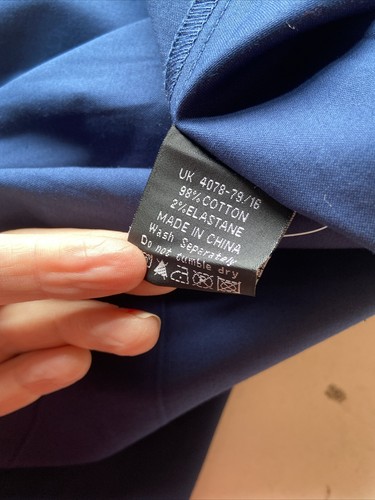 UK 4078-79/16
98%COTTON
2%ELASTANE
MADE IN CHINA
Wash Separately
Do not tumble dry